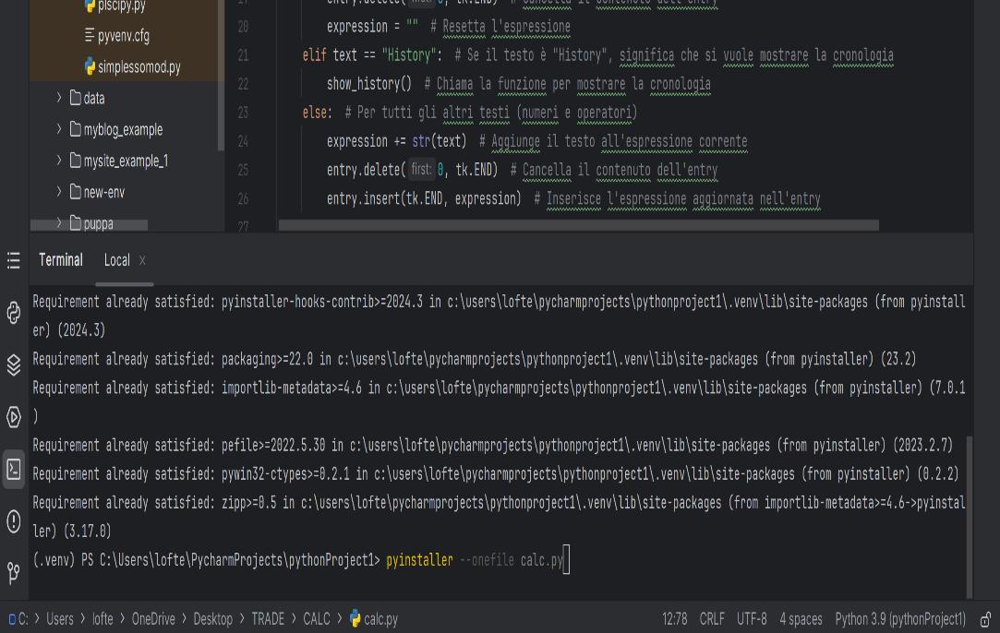 plscipy.py
pyvenv.cfg
simplessomod.py
data
myblog_example
mysite_example_1
new-env
puppa
19 entry.delete( 0, tk.END) # Cancella il contenuto dell'entry
20 expression = "" # Resetta l'espressione
21 elif text == "History": # Se il testo è "History", significa che si vuole mostrare la cronologia
22 show_history() # Chiama la funzione per mostrare la cronologia
23 else: # Per tutti gli altri testi (numeri e operatori)
24 expression += str(text) # Aggiunge il testo all'espressione corrente
25 entry.delete( first: 0, tk.END) # Cancella il contenuto dell'entry
26 entry.insert(tk.END, expression) # Inserisce l'espressione aggiornata nell'entry
27
Terminal Local ×
Requirement already satisfied: pyinstaller-hooks-contrib>=2024.3 in c:\users\lofte\pycharmprojects\pythonproject1\.venv\lib\site-packages (from pyinstall
er) (2024.3)
Requirement already satisfied: packaging>=22.0 in c:\users\lofte\pycharmprojects\pythonproject1\.venv\lib\site-packages (from pyinstaller) (23.2)
Requirement already satisfied: importlib-metadata>=4.6 in c:\users\lofte\pycharmprojects\pythonproject1\.venv\lib\site-packages (from pyinstaller) (7.0.1
)
Requirement already satisfied: pefile>=2022.5.30 in c:\users\lofte\pycharmprojects\pythonproject1\.venv\lib\site-packages (from pyinstaller) (2023.2.7)
Requirement already satisfied: pywin32-ctypes>=0.2.1 in c:\users\lofte\pycharmprojects\pythonproject1\.venv\lib\site-packages (from pyinstaller) (0.2.2)
Requirement already satisfied: zipp>=0.5 in c:\users\lofte\pycharmprojects\pythonproject1\.venv\lib\site-packages (from importlib-metadata>=4.6->pyinstal
ler) (3.17.0)
(.venv) PS C:\Users\lofte\PycharmProjects\pythonProject1> pyinstaller --onefile calc.py
C: > Users > lofte > OneDrive > Desktop > TRADE > CALC > calc.py 12:78 CRLF UTF-8 4 spaces Python 3.9 (pythonProject1)